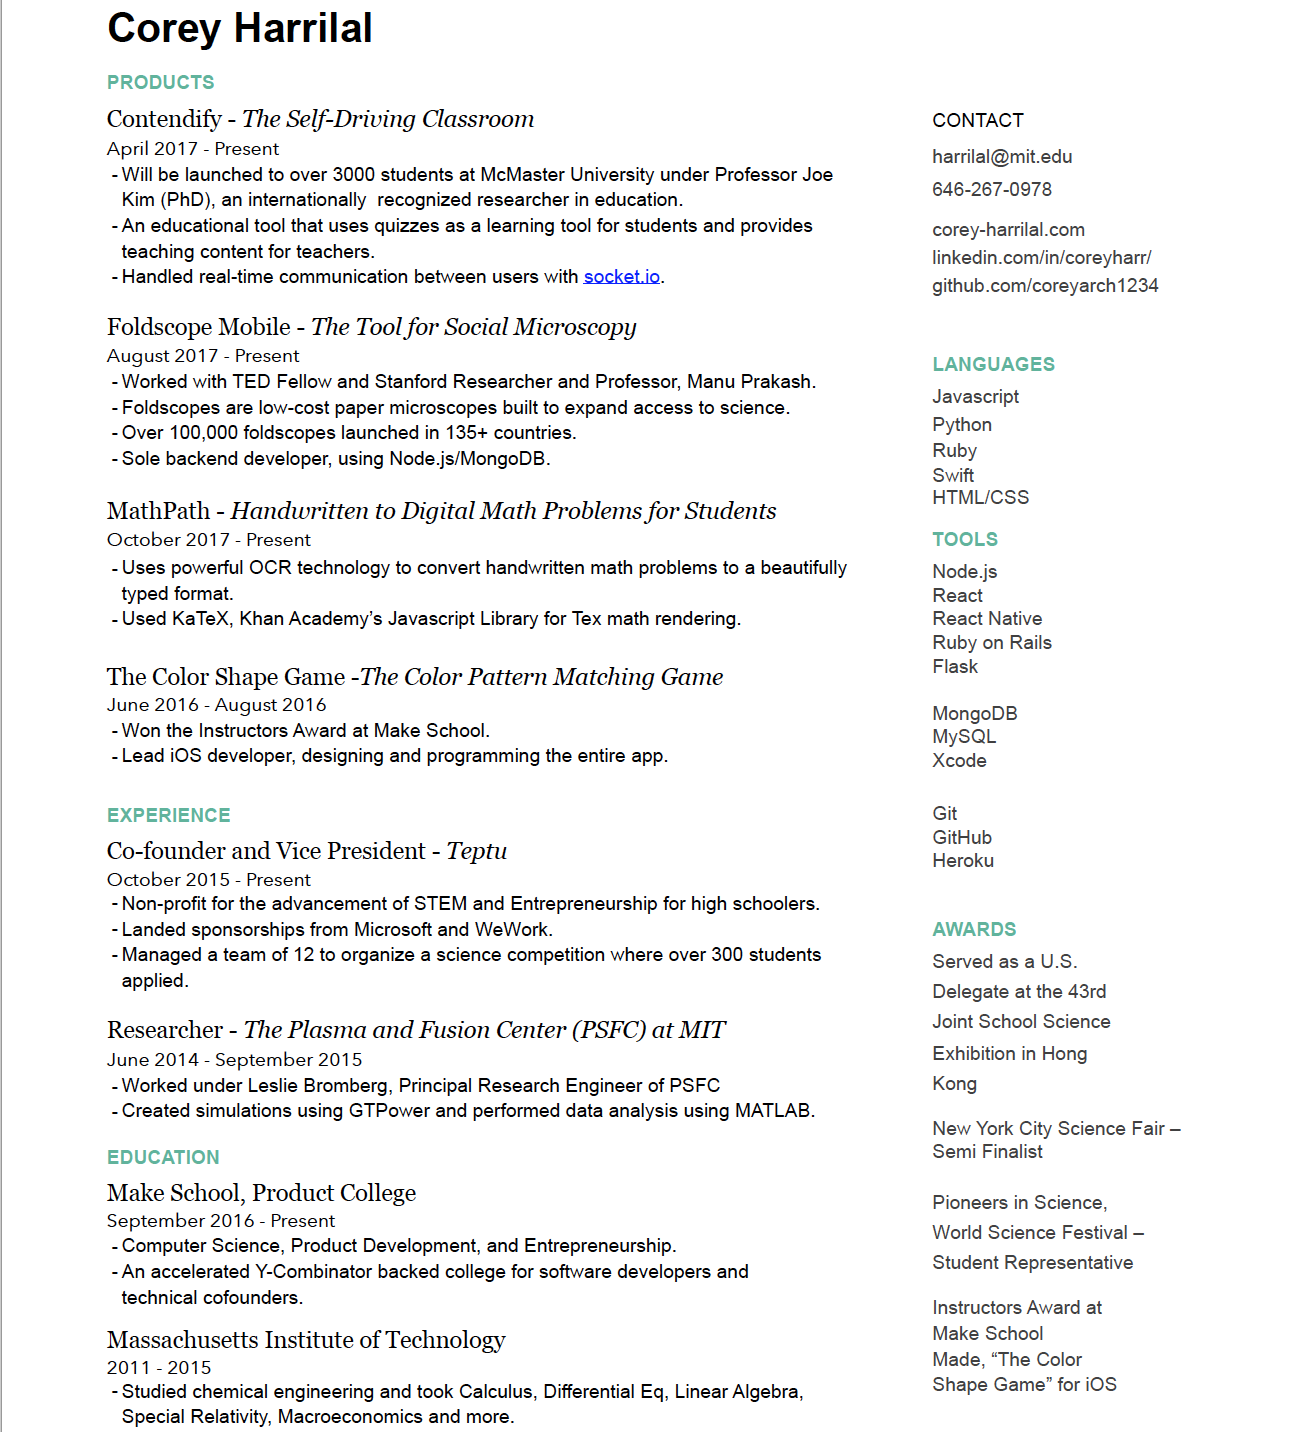 Corey Harrilal
PRODUCTS
Contendify - The Self-Driving Classroom
April 2017 - Present
- Will be launched to over 3000 students at McMaster University under Professor Joe
Kim (PhD), an internationally  recognized researcher in education.
- An educational tool that uses quizzes as a learning tool for students and provides
teaching content for teachers.
- Handled real-time communication between users with socket.io.
Foldscope Mobile - The Tool for Social Microscopy
August 2017 - Present
- Worked with TED Fellow and Stanford Researcher and Professor, Manu Prakash.
- Foldscopes are low-cost paper microscopes built to expand access to science.
- Over 100,000 foldscopes launched in 135+ countries.
- Sole backend developer, using Node.js/MongoDB.
MathPath - Handwritten to Digital Math Problems for Students
October 2017 - Present
- Uses powerful OCR technology to convert handwritten math problems to a beautifully
typed format.
- Used KaTeX, Khan Academy’s Javascript Library for Tex math rendering.
The Color Shape Game -The Color Pattern Matching Game
June 2016 - August 2016
- Won the Instructors Award at Make School.
- Lead iOS developer, designing and programming the entire app.
EXPERIENCE
Co-founder and Vice President - Teptu
October 2015 - Present
- Non-profit for the advancement of STEM and Entrepreneurship for high schoolers.
- Landed sponsorships from Microsoft and WeWork.
- Managed a team of 12 to organize a science competition where over 300 students
applied.
Researcher - The Plasma and Fusion Center (PSFC) at MIT
June 2014 - September 2015
- Worked under Leslie Bromberg, Principal Research Engineer of PSFC
- Created simulations using GTPower and performed data analysis using MATLAB.
EDUCATION
Make School, Product College
September 2016 - Present
- Computer Science, Product Development, and Entrepreneurship.
- An accelerated Y-Combinator backed college for software developers and
technical cofounders.
Massachusetts Institute of Technology
2011 - 2015
- Studied chemical engineering and took Calculus, Differential Eq, Linear Algebra,
Special Relativity, Macroeconomics and more.
CONTACT
harrilal@mit.edu
646-267-0978
corey-harrilal.com
linkedin.com/in/coreyharr/
github.com/coreyarch1234
LANGUAGES
Javascript
Python
Ruby
Swift
HTML/CSS
TOOLS
Node.js
React
React Native
Ruby on Rails
Flask
MongoDB
MySQL
Xcode
Git
GitHub
Heroku
AWARDS
Served as a U.S.
Delegate at the 43rd
Joint School Science
Exhibition in Hong
Kong
New York City Science Fair –
Semi Finalist
Pioneers in Science,
World Science Festival –
Student Representative
Instructors Award at
Make School
Made, “The Color
Shape Game” for iOS